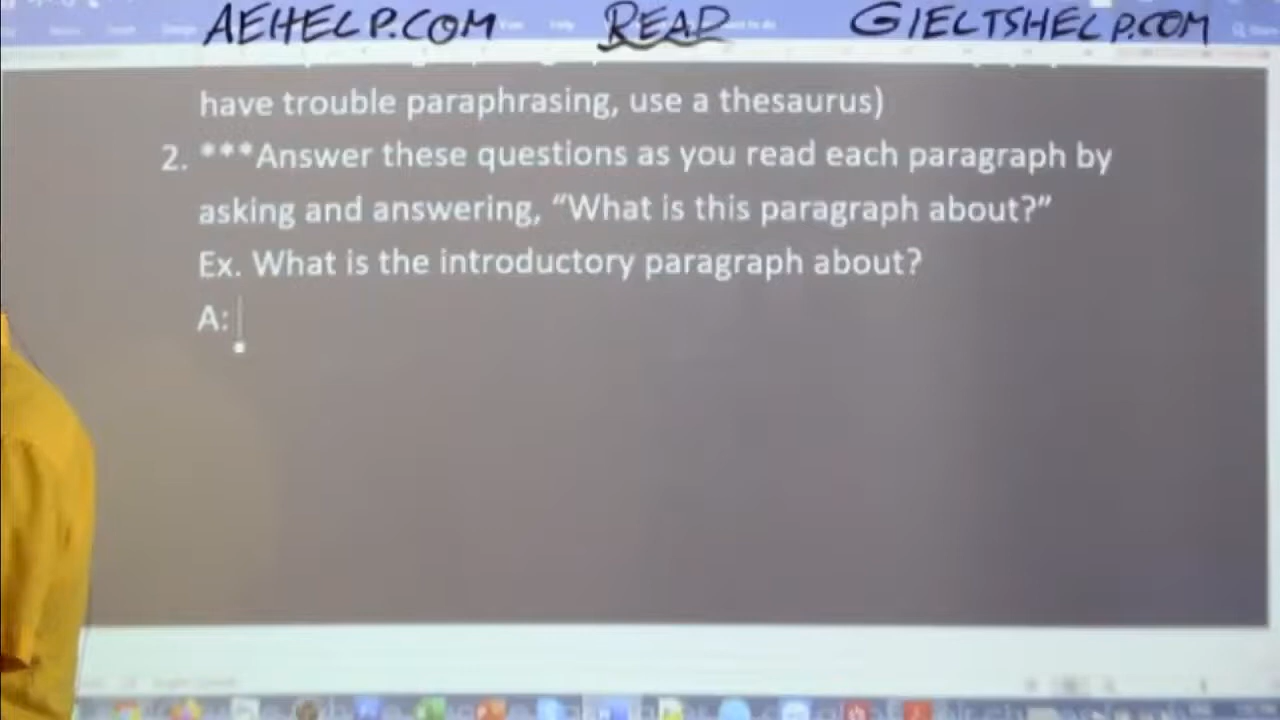 AEHELP.COM READ GIELTSHELP.COM
have trouble paraphrasing, use a thesaurus)
2. ***Answer these questions as you read each paragraph by
asking and answering, “What is this paragraph about?”
Ex. What is the introductory paragraph about?
A: